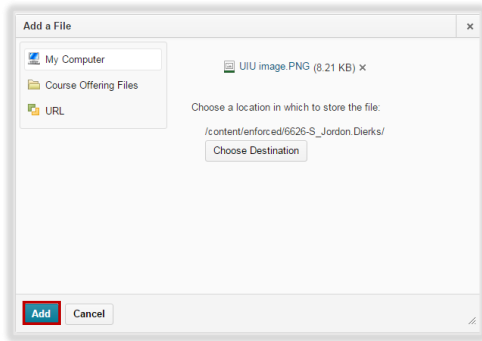 Add a File ×
My Computer
Course Offering Files
URL
UIU image.PNG (8.21 KB) ×
Choose a location in which to store the file:
/content/enforced/6626-S_Jordon.Dierks/
Choose Destination
Add Cancel